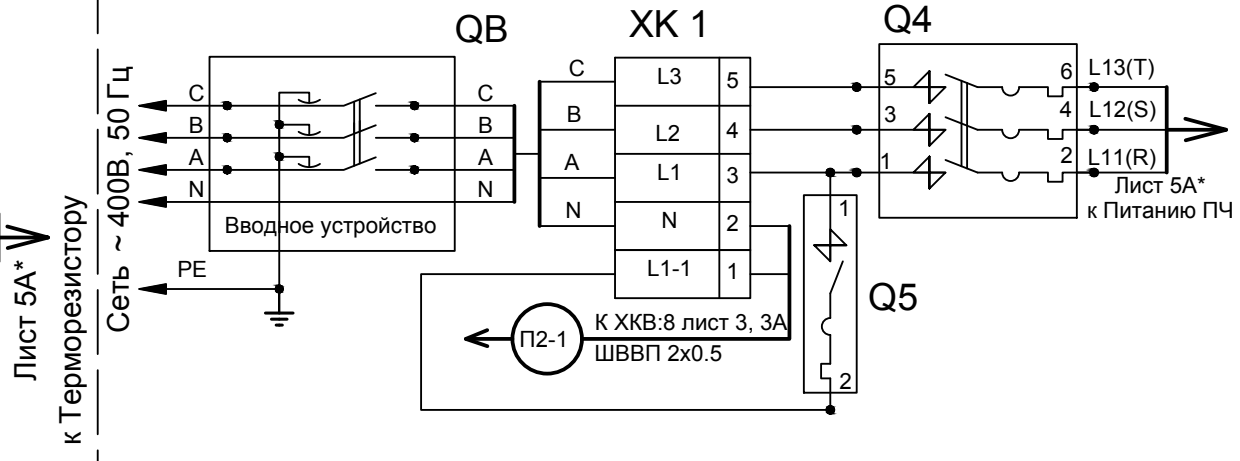 QB
XK 1
Q4
Лист 5А*
к Терморезистору
Сеть ~ 400В, 50 Гц
C
B
A
N
PE
C
B
A
N
Вводное устройство
C
B
A
N
L3
5
L2
4
L1
3
N
2
L1-1
1
5
3
1
6
4
2
L13(T)
L12(S)
L11(R)
Лист 5А*
к Питанию ПЧ
1
2
Q5
П2-1
К ХКВ:8 лист 3, 3А
ШВВП 2х0.5